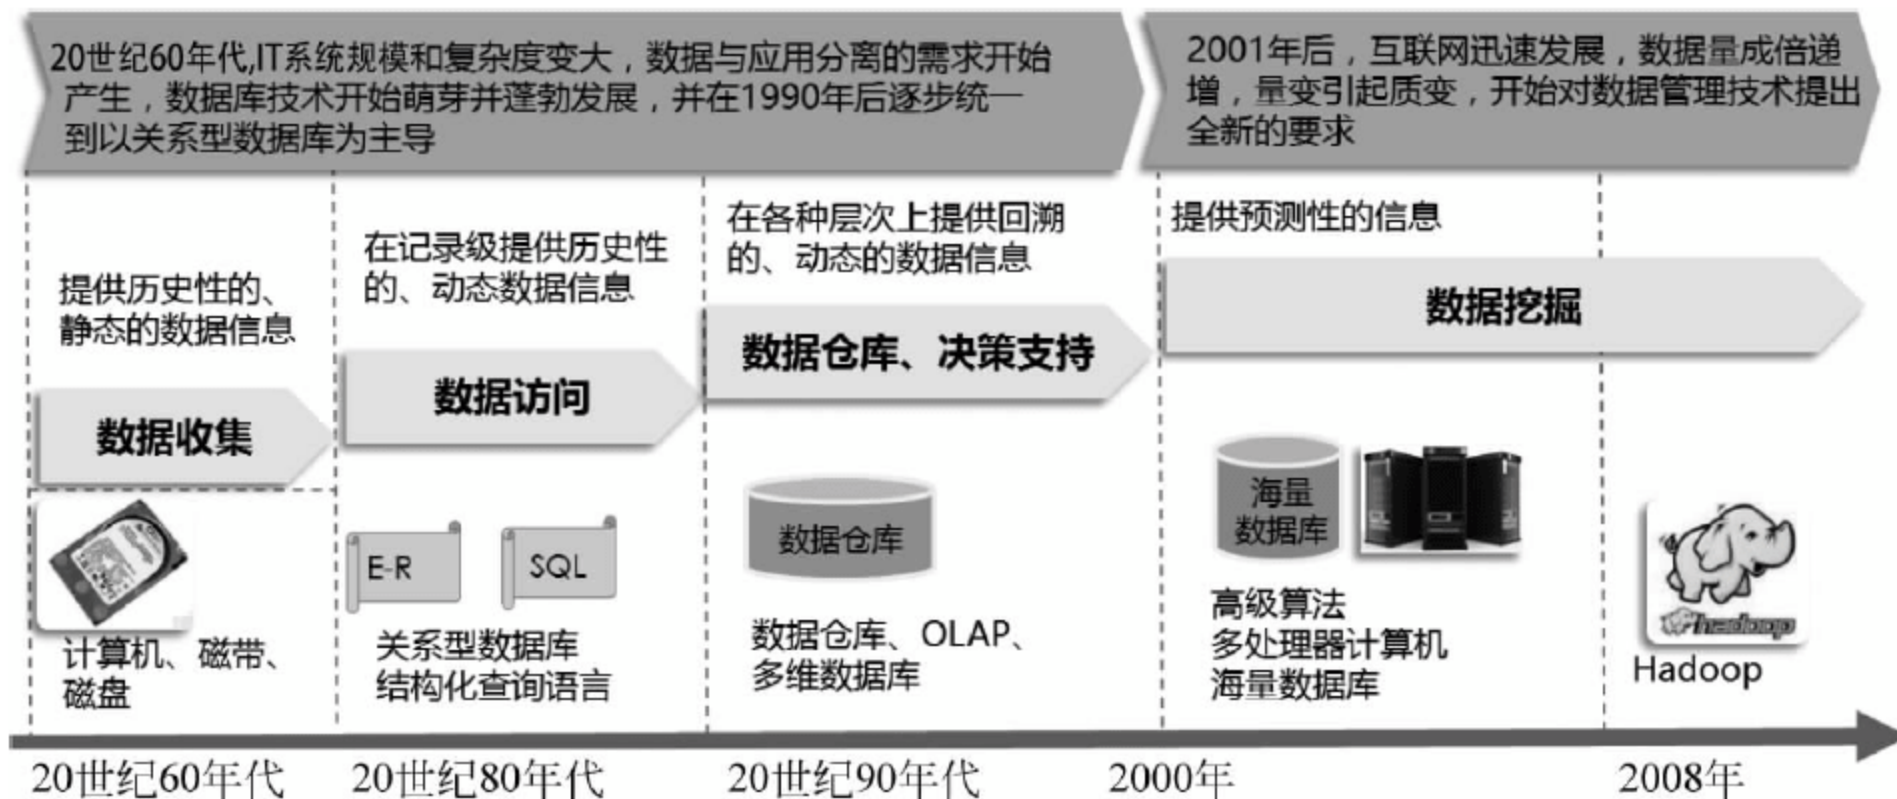 20世纪60年代,IT系统规模和复杂度变大，数据与应用分离的需求开始
产生，数据库技术开始萌芽并蓬勃发展，并在1990年后逐步统一
到以关系型数据库为主导
2001年后，互联网迅速发展，数据量成倍递
增，量变引起质变，开始对数据管理技术提出
全新的要求
提供历史性的、
静态的数据信息
数据收集
计算机、磁带、
磁盘
在记录级提供历史性
的、动态数据信息
数据访问
E-R
SQL
关系型数据库
结构化查询语言
在各种层次上提供回溯
的、动态的数据信息
数据仓库、决策支持
数据仓库
数据仓库、OLAP、
多维数据库
提供预测性的信息
数据挖掘
海量
数据库
高级算法
多处理器计算机
海量数据库
hadoop
Hadoop
20世纪60年代
20世纪80年代
20世纪90年代
2000年
2008年